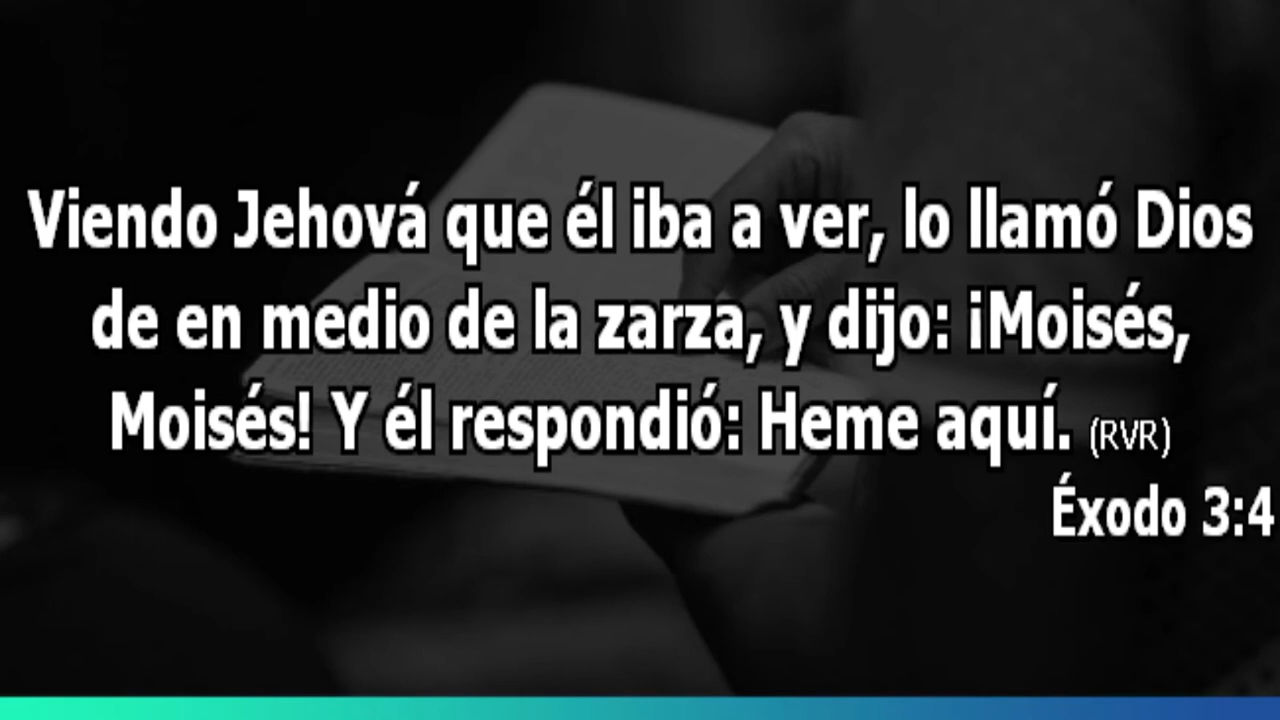 Viendo Jehová que él iba a ver, lo llamó Dios
de en medio de la zarza, y dijo: ¡Moisés,
Moisés! Y él respondió: Heme aquí. (RVR)
Éxodo 3:4